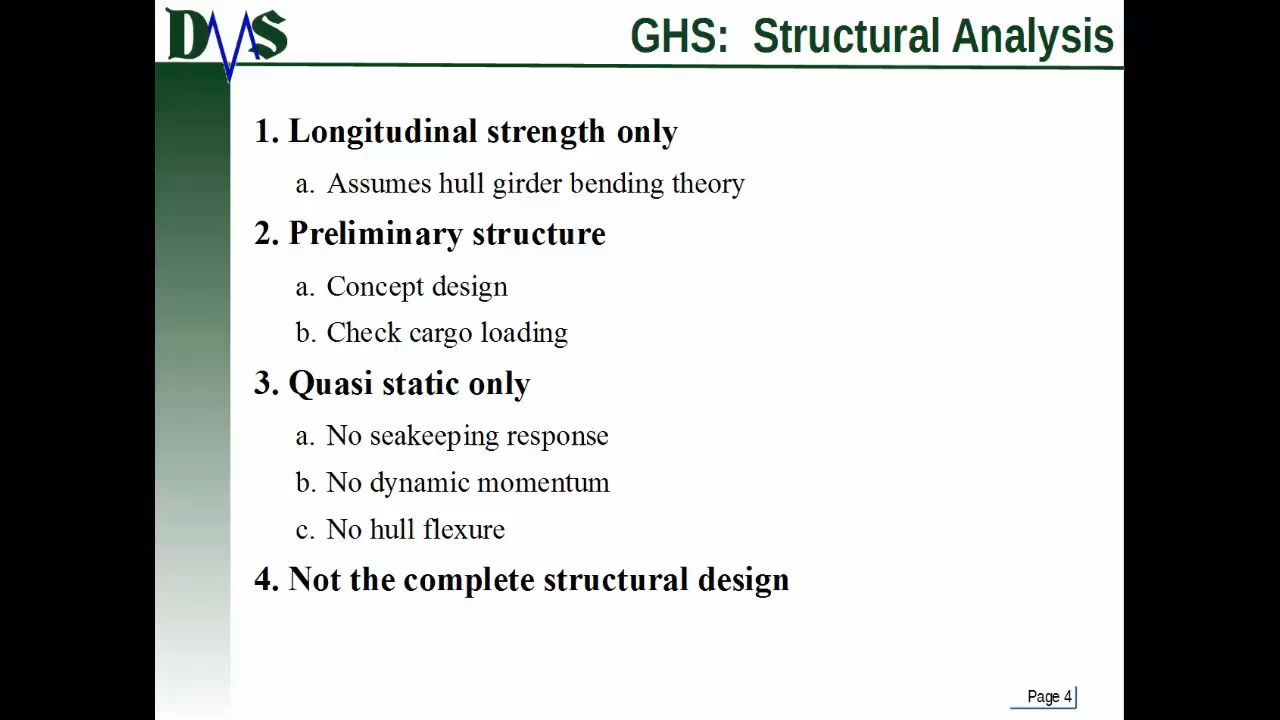 DMS
GHS: Structural Analysis
1. Longitudinal strength only
a. Assumes hull girder bending theory
2. Preliminary structure
a. Concept design
b. Check cargo loading
3. Quasi static only
a. No seakeeping response
b. No dynamic momentum
c. No hull flexure
4. Not the complete structural design
Page 4